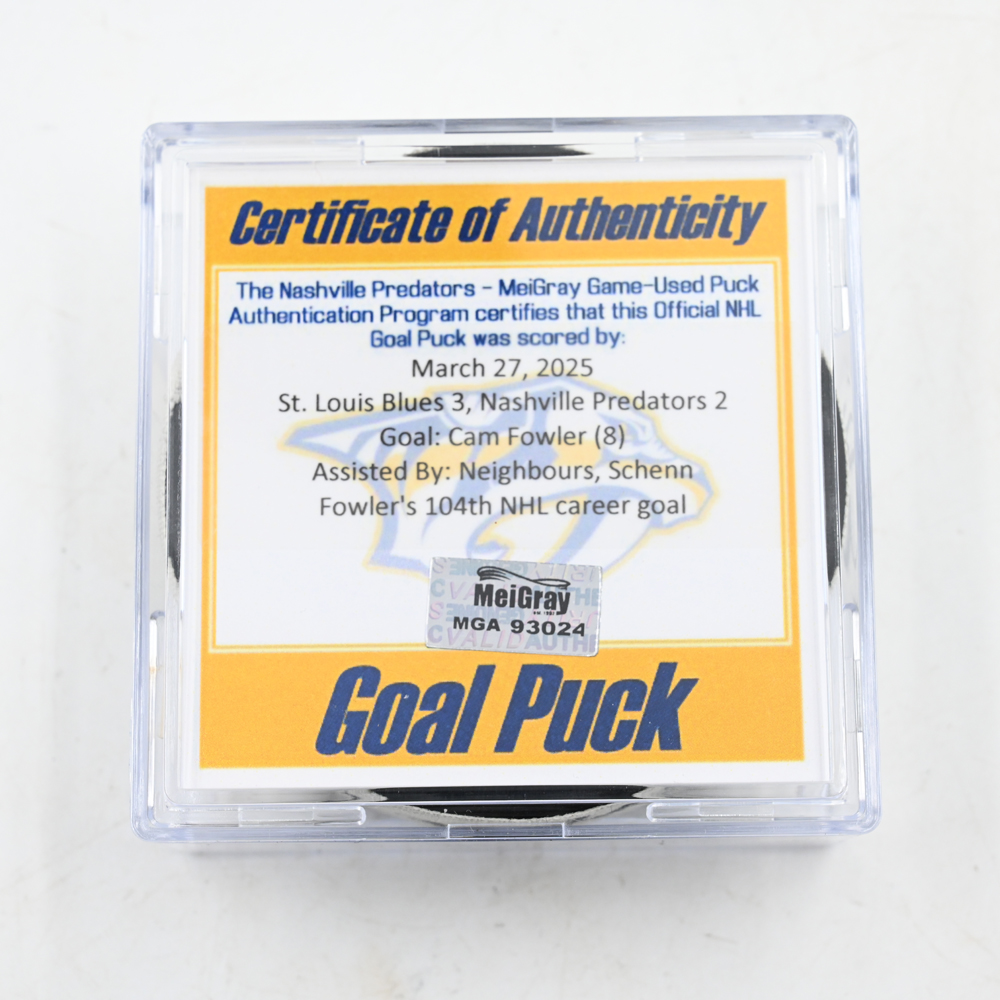 Certificate of Authenticity
The Nashville Predators - MeiGray Game-Used Puck
Authentication Program certifies that this Official NHL
Goal Puck was scored by:
March 27, 2025
St. Louis Blues 3, Nashville Predators 2
Goal: Cam Fowler (8)
Assisted By: Neighbours, Schenn
Fowler's 104th NHL career goal
MeiGray
MGA 93024
VALID AUTHE
Goal Puck